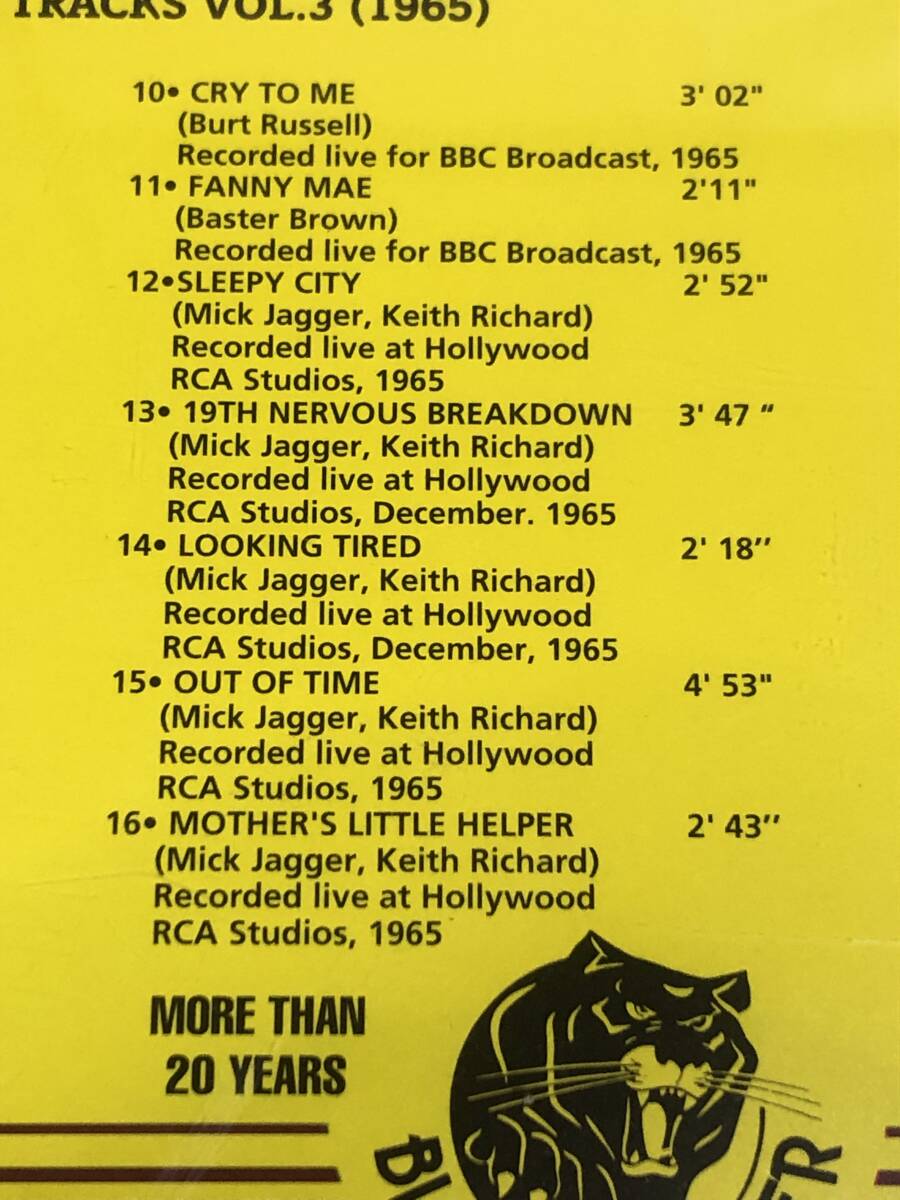 TRACKS VOL.3 (1965)
10• CRY TO ME 3' 02"
(Burt Russell)
Recorded live for BBC Broadcast, 1965
11• FANNY MAE 2'11"
(Baster Brown)
Recorded live for BBC Broadcast, 1965
12•SLEEPY CITY 2' 52"
(Mick Jagger, Keith Richard)
Recorded live at Hollywood
RCA Studios, 1965
13• 19TH NERVOUS BREAKDOWN 3' 47 “
(Mick Jagger, Keith Richard)
Recorded live at Hollywood
RCA Studios, December. 1965
14• LOOKING TIRED 2' 18’’
(Mick Jagger, Keith Richard)
Recorded live at Hollywood
RCA Studios, December, 1965
15• OUT OF TIME 4' 53"
(Mick Jagger, Keith Richard)
Recorded live at Hollywood
RCA Studios, 1965
16• MOTHER'S LITTLE HELPER 2' 43’’
(Mick Jagger, Keith Richard)
Recorded live at Hollywood
RCA Studios, 1965
MORE THAN
20 YEARS